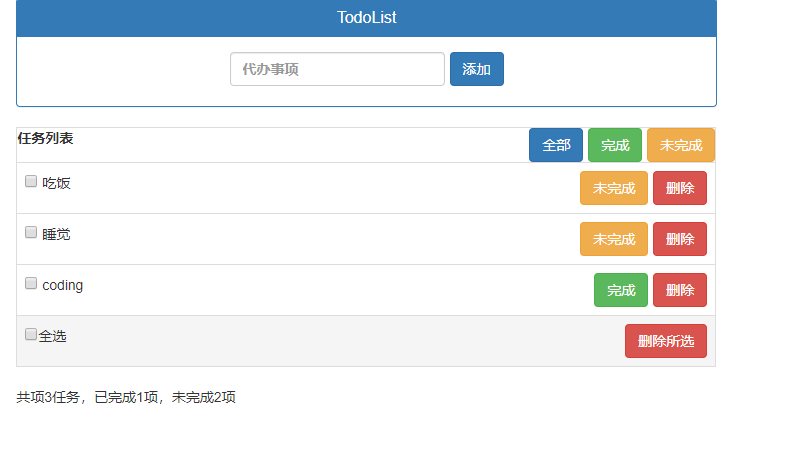 TodoList
代办事项 添加
任务列表 全部 完成 未完成
吃饭 未完成 删除
睡觉 未完成 删除
coding 完成 删除
全选 删除所选
共项3任务，已完成1项，未完成2项